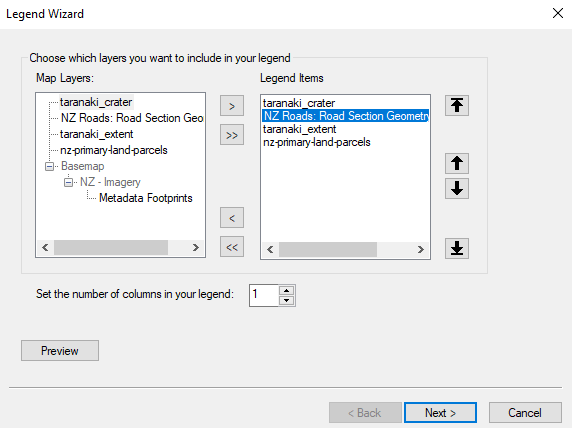 Legend Wizard
Choose which layers you want to include in your legend
Map Layers:
taranaki_crater
NZ Roads: Road Section Geo
taranaki_extent
nz-primary-land-parcels
Basemap
NZ - Imagery
Metadata Footprints
>
>>
<
<<
Legend Items
taranaki_crater
NZ Roads: Road Section Geometry
taranaki_extent
nz-primary-land-parcels
Set the number of columns in your legend:
1
Preview
< Back
Next >
Cancel